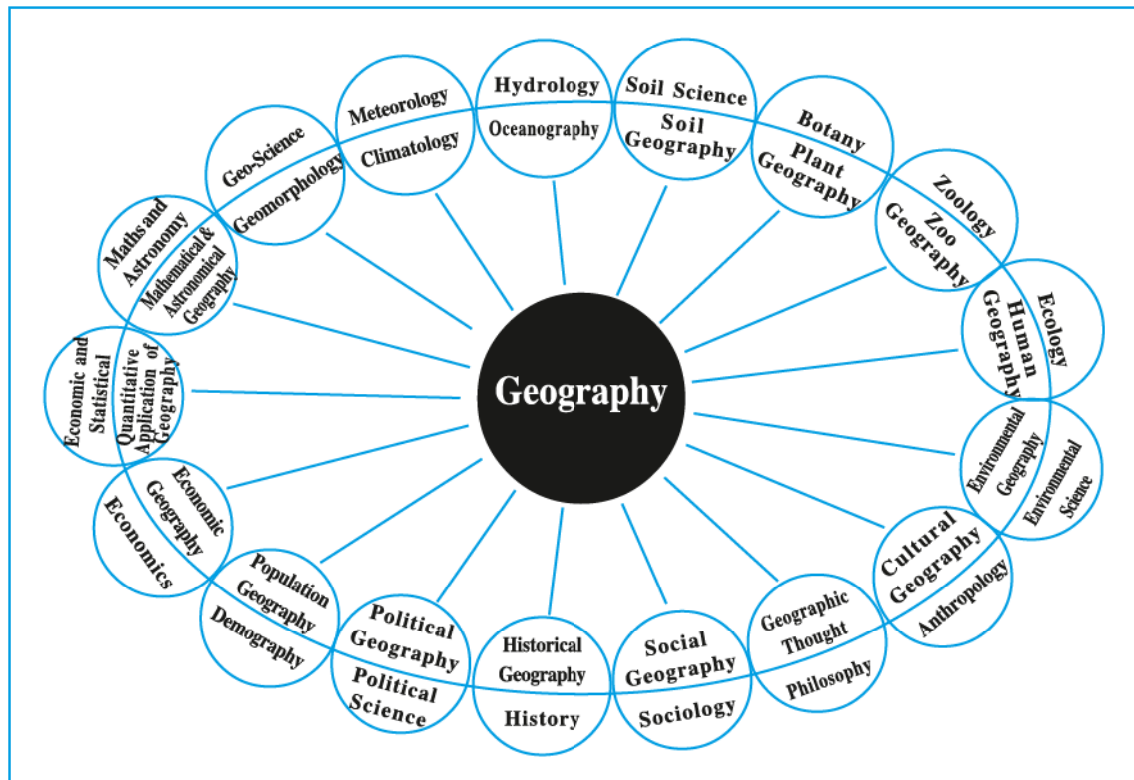 Hydrology
Oceanography
Soil Science
Soil
Geography
Botany
Plant
Geography
Zoology
Zoo
Geography
Ecology
Human
Geography
Environmental
Geography
Environmental
Science
Cultural
Geography
Anthropology
Geographic
Thought
Philosophy
Social
Geography
Sociology
Historical
Geography
History
Political
Geography
Political
Science
Population
Geography
Demography
Economic
Geography
Economics
Economic and
Statistical
Quantitative
Application of
Geography
Maths and
Astronomy
Mathematical &
Astronomical
Geography
Geo-Science
Geomorphology
Meteorology
Climatology
Geography